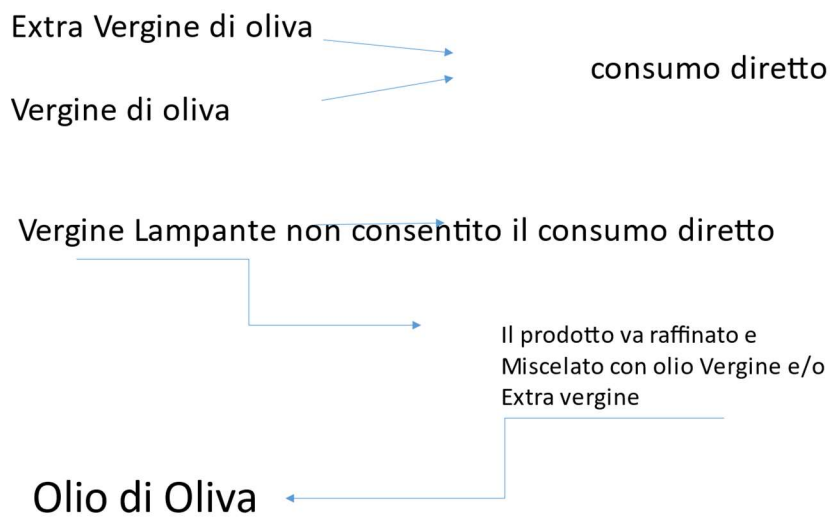 Extra Vergine di oliva
consumo diretto
Vergine di oliva
Vergine Lampante non consentito il consumo diretto
Il prodotto va raffinato e
Miscelato con olio Vergine e/o
Extra vergine
Olio di Oliva